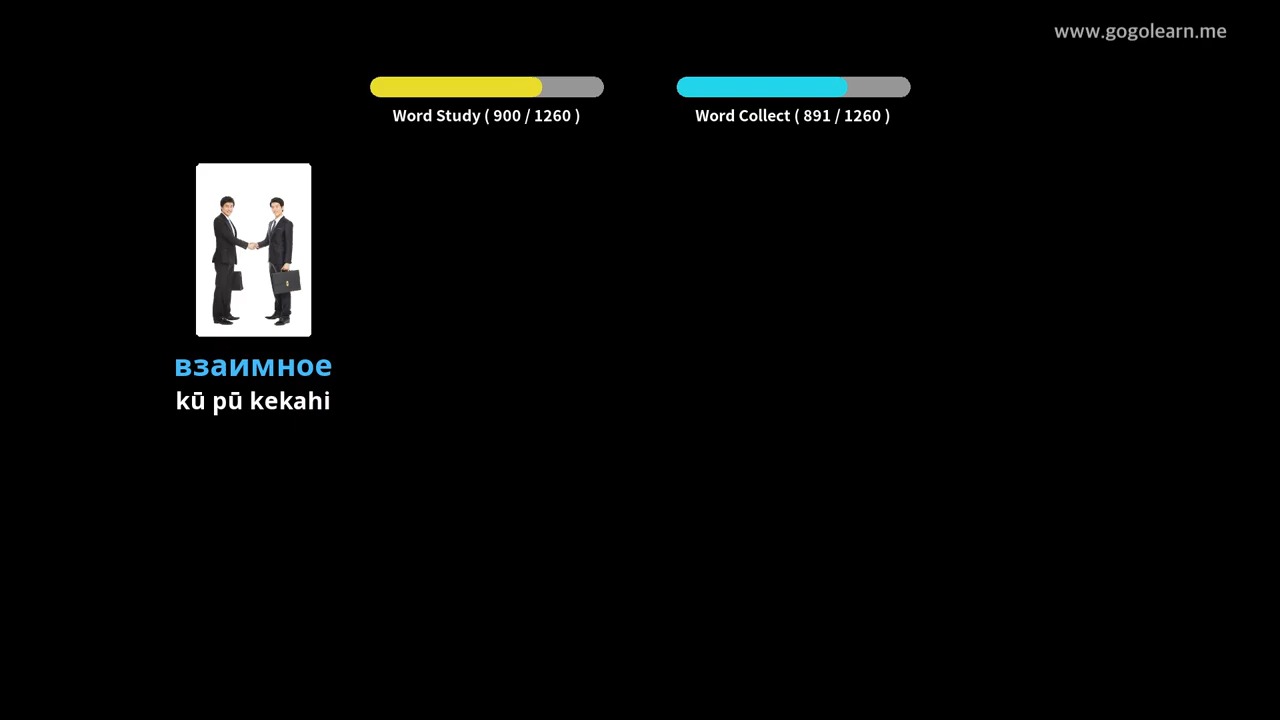 www.gogolearn.me
Word Study ( 900 / 1260 )
Word Collect ( 891 / 1260 )
взаимное
kū pū kekahi